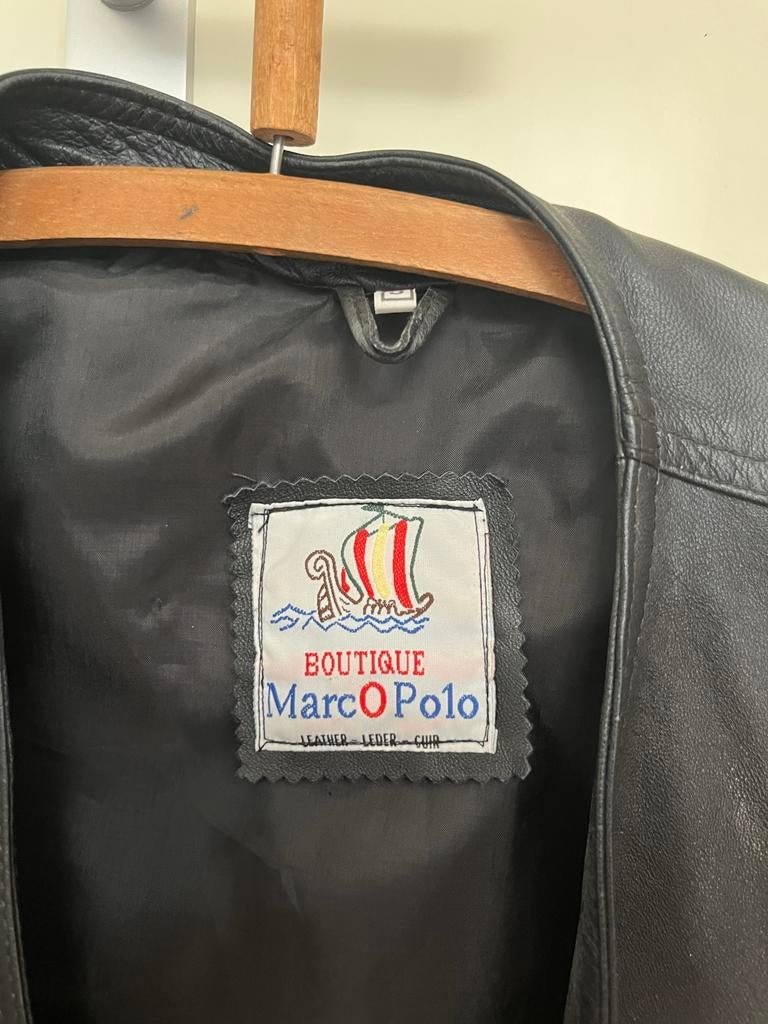 BOUTIQUE
MarcOPolo
LEATHER - LEDER - CUIR